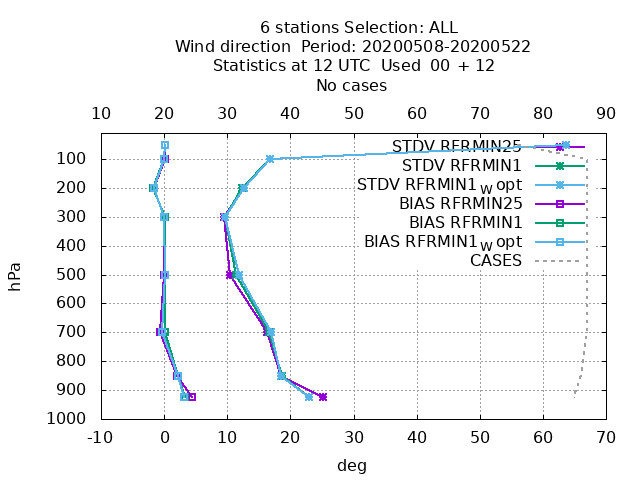 6 stations Selection: ALL
Wind direction  Period: 20200508-20200522
Statistics at 12 UTC  Used  00 + 12
No cases
10 20 30 40 50 60 70 80 90
STDV RFRMIN25
STDV RFRMIN1
STDV RFRMIN1W opt
BIAS RFRMIN25
BIAS RFRMIN1
BIAS RFRMIN1W opt
CASES
hPa
100
200
300
400
500
600
700
800
900
1000
-10 0 10 20 30 40 50 60 70
deg